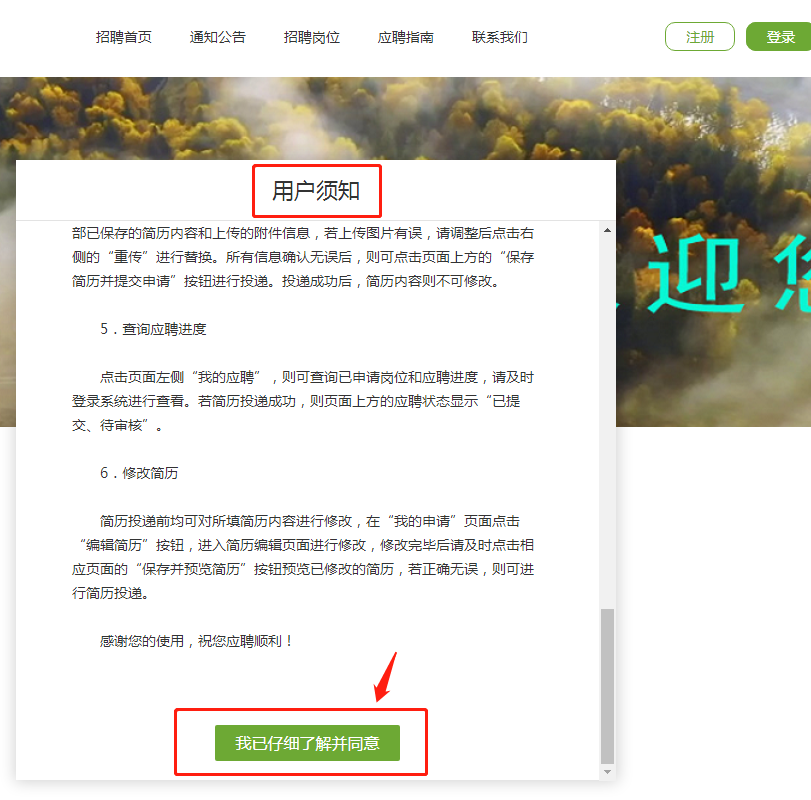 招聘首页 通知公告 招聘岗位 应聘指南 联系我们 注册 登录
迎您
用户须知
部已保存的简历内容和上传的附件信息，若上传图片有误，请调整后点击右
侧的“重传”进行替换。所有信息确认无误后，则可点击页面上方的“保存
简历并提交申请”按钮进行投递。投递成功后，简历内容则不可修改。
5．查询应聘进度
点击页面左侧“我的应聘”，则可查询已申请岗位和应聘进度，请及时
登录系统进行查看。若简历投递成功，则页面上方的应聘状态显示“已提
交、待审核”。
6．修改简历
简历投递前均可对所填简历内容进行修改，在“我的申请”页面点击
“编辑简历”按钮，进入简历编辑页面进行修改，修改完毕后请及时点击相
应页面的“保存并预览简历”按钮预览已修改的简历，若正确无误，则可进
行简历投递。
感谢您的使用，祝您应聘顺利！
我已仔细了解并同意